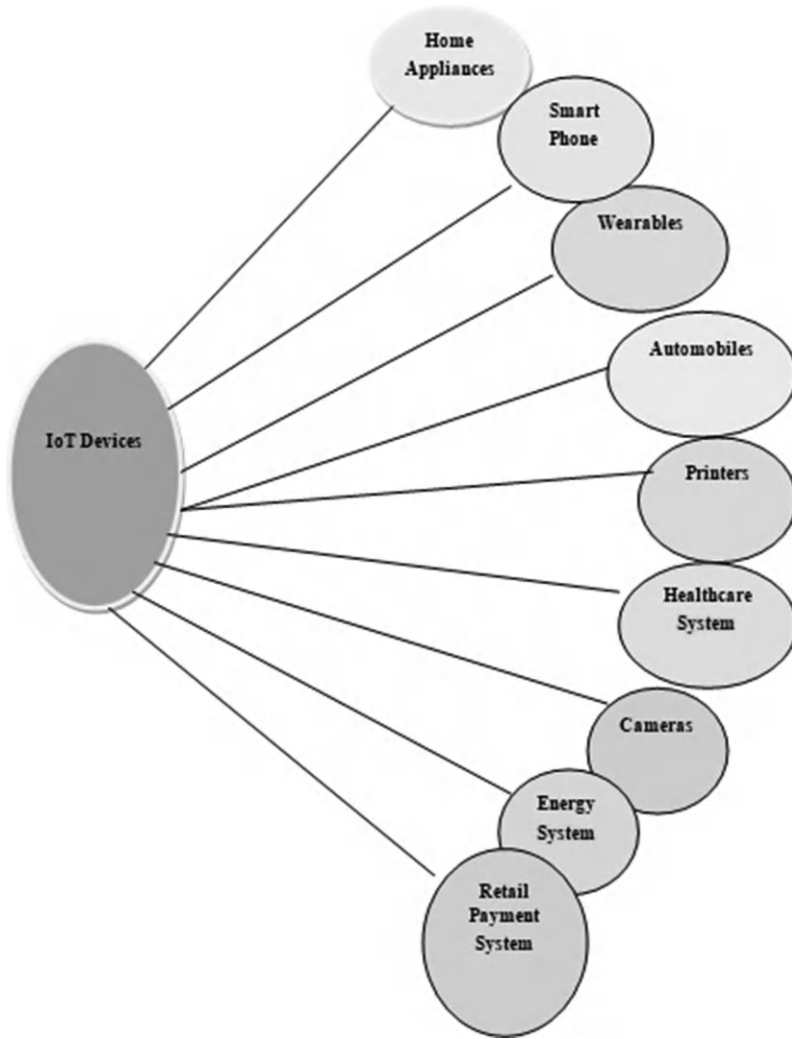 Home
Appliances
Smart
Phone
Wearables
Automobiles
IoT Devices
Printers
Healthcare
System
Cameras
Energy
System
Retail
Payment
System